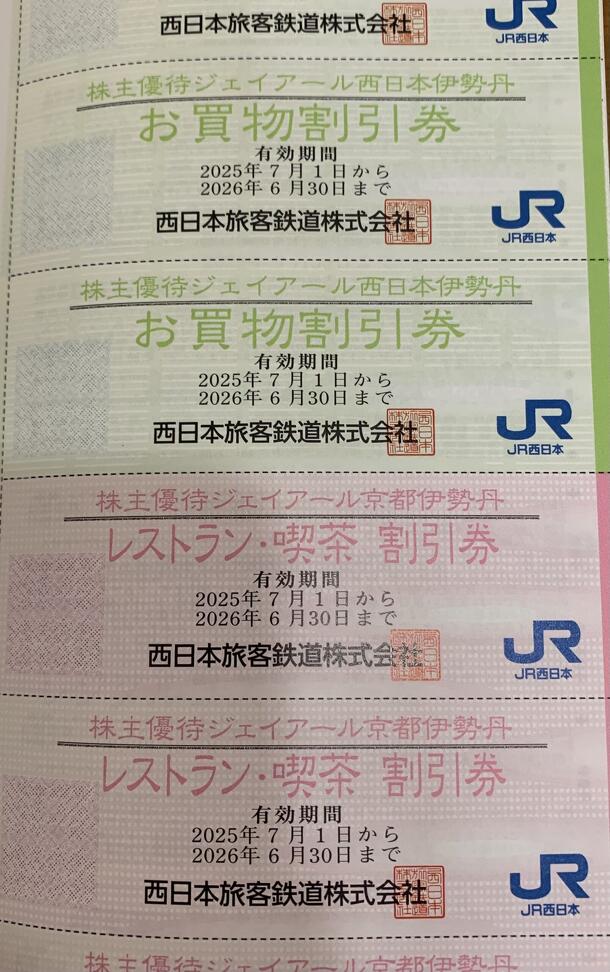 西日本旅客鉄道株式会社
JR
JR西日本
株主優待ジェイアール西日本伊勢丹
お買物割引券
有効期間
2025年7月1日から
2026年6月30日まで
西日本旅客鉄道株式会社
JR
JR西日本
株主優待ジェイアール西日本伊勢丹
お買物割引券
有効期間
2025年7月1日から
2026年6月30日まで
西日本旅客鉄道株式会社
JR
JR西日本
株主優待ジェイアール京都伊勢丹
レストラン・喫茶 割引券
有効期間
2025年7月1日から
2026年6月30日まで
西日本旅客鉄道株式会社
JR
JR西日本
株主優待ジェイアール京都伊勢丹
レストラン・喫茶 割引券
有効期間
2025年7月1日から
2026年6月30日まで
西日本旅客鉄道株式会社
JR
JR西日本
株主優待ジェイアール京都伊勢丹